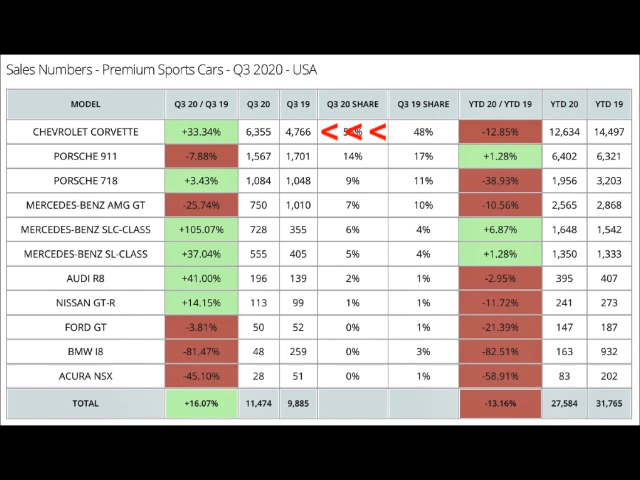 Sales Numbers - Premium Sports Cars - Q3 2020 - USA
MODEL Q3 20 / Q3 19 Q3 20 Q3 19 Q3 20 SHARE Q3 19 SHARE YTD 20 / YTD 19 YTD 20 YTD 19
CHEVROLET CORVETTE +33.34% 6,355 4,766 < < < 48% -12.85% 12,634 14,497
PORSCHE 911 -7.88% 1,567 1,701 14% 17% +1.28% 6,402 6,321
PORSCHE 718 +3.43% 1,084 1,048 9% 11% -38.93% 1,956 3,203
MERCEDES-BENZ AMG GT -25.74% 750 1,010 7% 10% -10.56% 2,565 2,868
MERCEDES-BENZ SLC-CLASS +105.07% 728 355 6% 4% +6.87% 1,648 1,542
MERCEDES-BENZ SL-CLASS +37.04% 555 405 5% 4% +1.28% 1,350 1,333
AUDI R8 +41.00% 196 139 2% 1% -2.95% 395 407
NISSAN GT-R +14.15% 113 99 1% 1% -11.72% 241 273
FORD GT -3.81% 50 52 0% 1% -21.39% 147 187
BMW I8 -81.47% 48 259 0% 3% -82.51% 163 932
ACURA NSX -45.10% 28 51 0% 1% -58.91% 83 202
TOTAL +16.07% 11,474 9,885 -13.16% 27,584 31,765